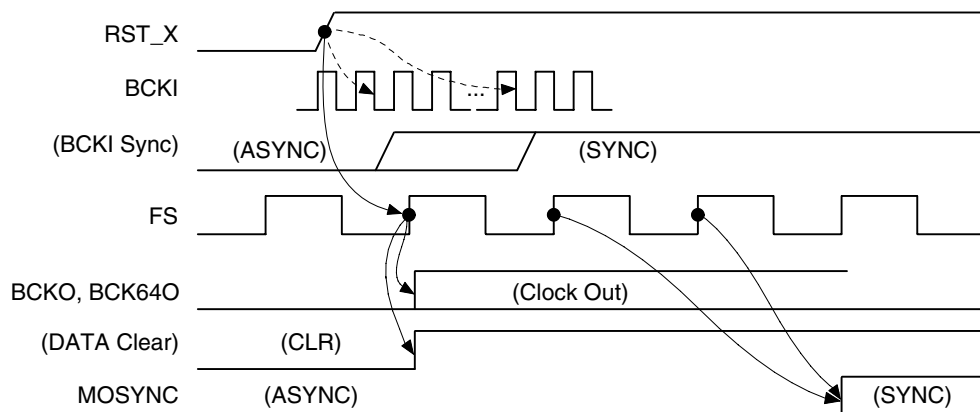 RST_X
BCKI
...
(BCKI Sync) (ASYNC) (SYNC)
FS
BCKO, BCK64O (Clock Out)
(DATA Clear) (CLR)
MOSYNC (ASYNC) (SYNC)